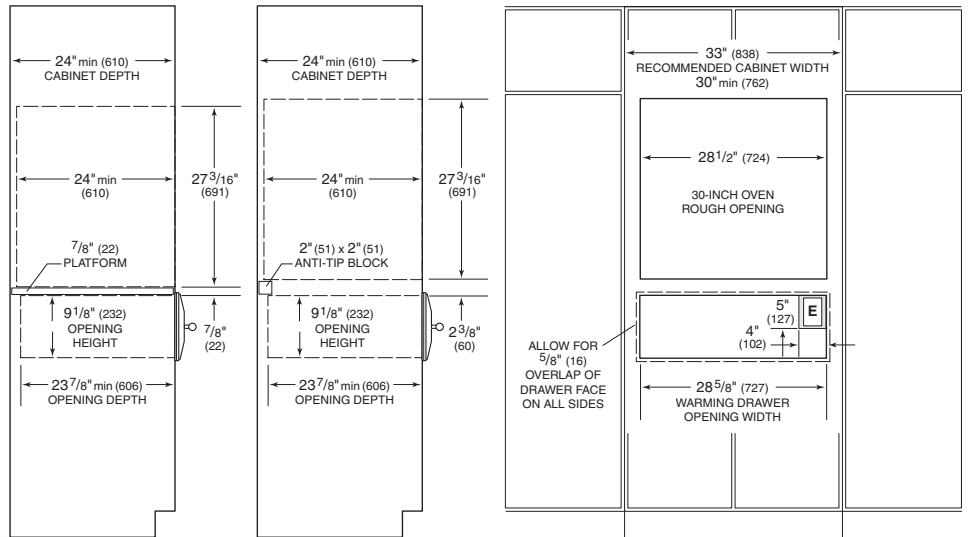 24" min (610)
CABINET DEPTH
24" min
(610)
27 3/16"
(691)
7/8" (22)
PLATFORM
9 1/8" (232)
OPENING
HEIGHT
7/8"
(22)
23 7/8" min (606)
OPENING DEPTH
24" min (610)
CABINET DEPTH
24" min
(610)
27 3/16"
(691)
2" (51) x 2" (51)
ANTI-TIP BLOCK
9 1/8" (232)
OPENING
HEIGHT
2 3/8"
(60)
23 7/8" min (606)
OPENING DEPTH
33" (838)
RECOMMENDED CABINET WIDTH
30" min (762)
28 1/2" (724)
30-INCH OVEN
ROUGH OPENING
5"
(127)
E
4"
(102)
ALLOW FOR
5/8" (16)
OVERLAP OF
DRAWER FACE
ON ALL SIDES
28 5/8" (727)
WARMING DRAWER
OPENING WIDTH